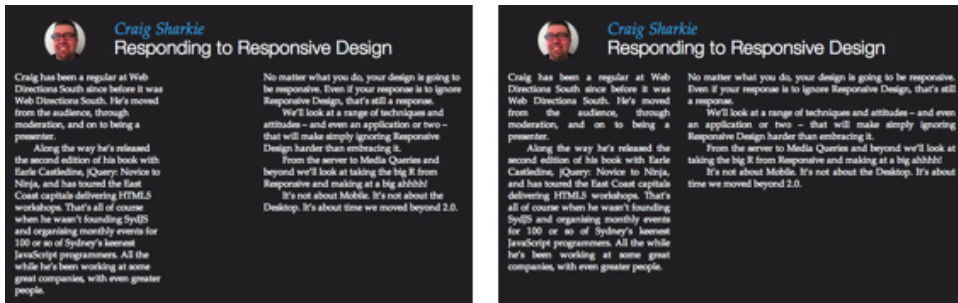 Craig Sharkie
Responding to Responsive Design
Craig has been a regular at Web
Directions South since before it was
Web Directions South. He's moved
from the audience, through
moderation, and on to being a
presenter.
Along the way he's released
the second edition of his book with
Earle Castledine, jQuery: Novice to
Ninja, and has toured the East
Coast capitals delivering HTML5
workshops. That's all of course
when he wasn't founding SydJS
and organising monthly events for
100 or so of Sydney's keenest
JavaScript programmers. All the
while he's been working at some
great companies, with even greater
people.
No matter what you do, your design is going to
be responsive. Even if your response is to ignore
Responsive Design, that's still a response.
We'll look at a range of techniques and
attitudes – and even an application or two –
that will make simply ignoring Responsive
Design harder than embracing it.
From the server to Media Queries and
beyond we'll look at taking the big R from
Responsive and making at a big ahhhh!
It's not about Mobile. It's not about the
Desktop. It's about time we moved beyond 2.0.
Craig Sharkie
Responding to Responsive Design
Craig has been a regular at Web
Directions South since before it was
Web Directions South. He's moved
from the audience, through
moderation, and on to being a
presenter.
Along the way he's released the
second edition of his book with Earle
Castledine, jQuery: Novice to Ninja,
and has toured the East Coast capitals
delivering HTML5 workshops. That's
all of course when he wasn't founding
SydJS and organising monthly events
for 100 or so of Sydney's keenest
JavaScript programmers. All the while
he's been working at some great
companies, with even greater people.
No matter what you do, your design is going to be responsive.
Even if your response is to ignore Responsive Design, that's still
a response.
We'll look at a range of techniques and attitudes – and even
an application or two – that will make simply ignoring
Responsive Design harder than embracing it.
From the server to Media Queries and beyond we'll look at
taking the big R from Responsive and making at a big ahhhh!
It's not about Mobile. It's not about the Desktop. It's about
time we moved beyond 2.0.